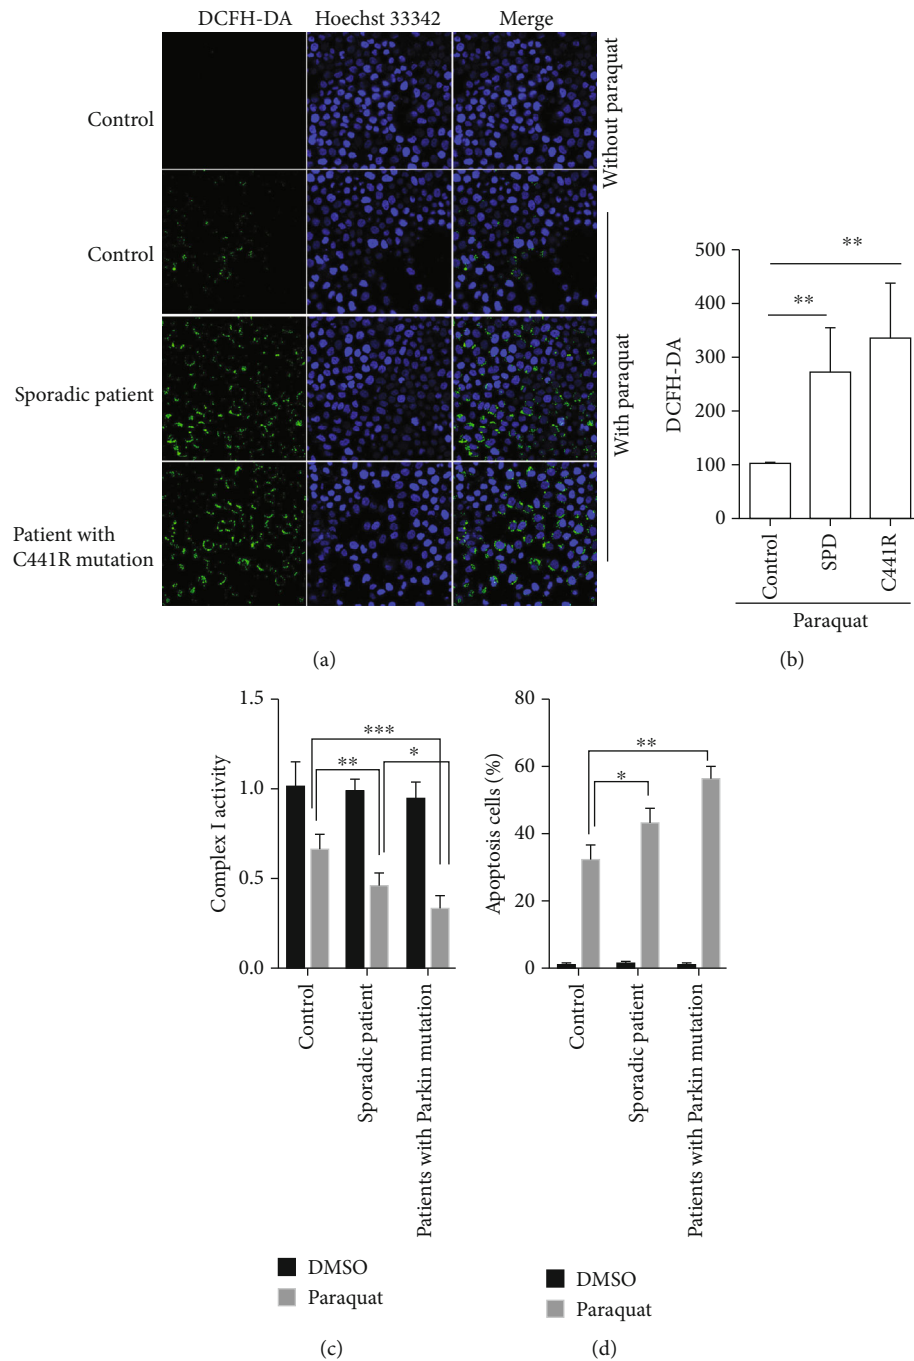 DCFH-DA Hoechst 33342 Merge
Control
Control
Sporadic patient
Patient with
C441R mutation
Without paraquat
With paraquat
(a)
DCFH-DA
500
400
300
200
100
0
**
**
Control
SPD
C441R
Paraquat
(b)
Complex I activity
1.5
1.0
0.5
0.0
***
**
*
Control
Sporadic patient
Patients with Parkin mutation
DMSO
Paraquat
(c)
Apoptosis cells (%)
80
60
40
20
0
**
*
Control
Sporadic patient
Patients with Parkin mutation
DMSO
Paraquat
(d)